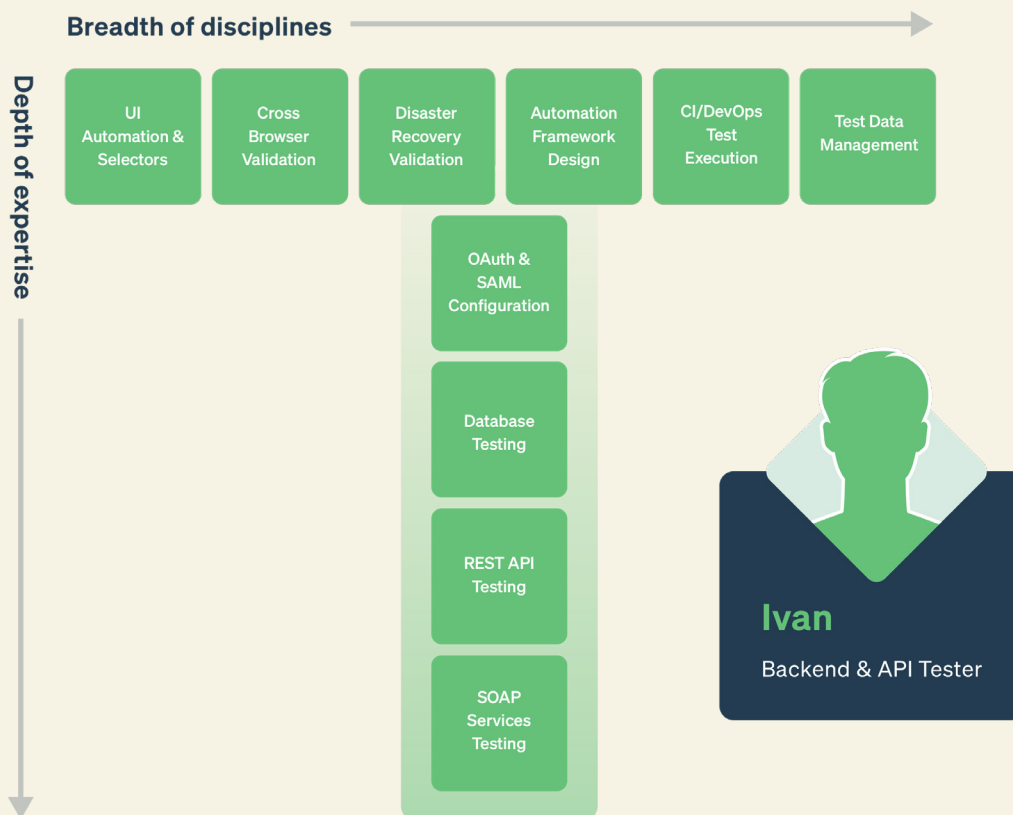 Breadth of disciplines
Depth of expertise
UI
Automation &
Selectors
Cross
Browser
Validation
Disaster
Recovery
Validation
Automation
Framework
Design
CI/DevOps
Test
Execution
Test Data
Management
OAuth &
SAML
Configuration
Database
Testing
REST API
Testing
SOAP
Services
Testing
Ivan
Backend & API Tester